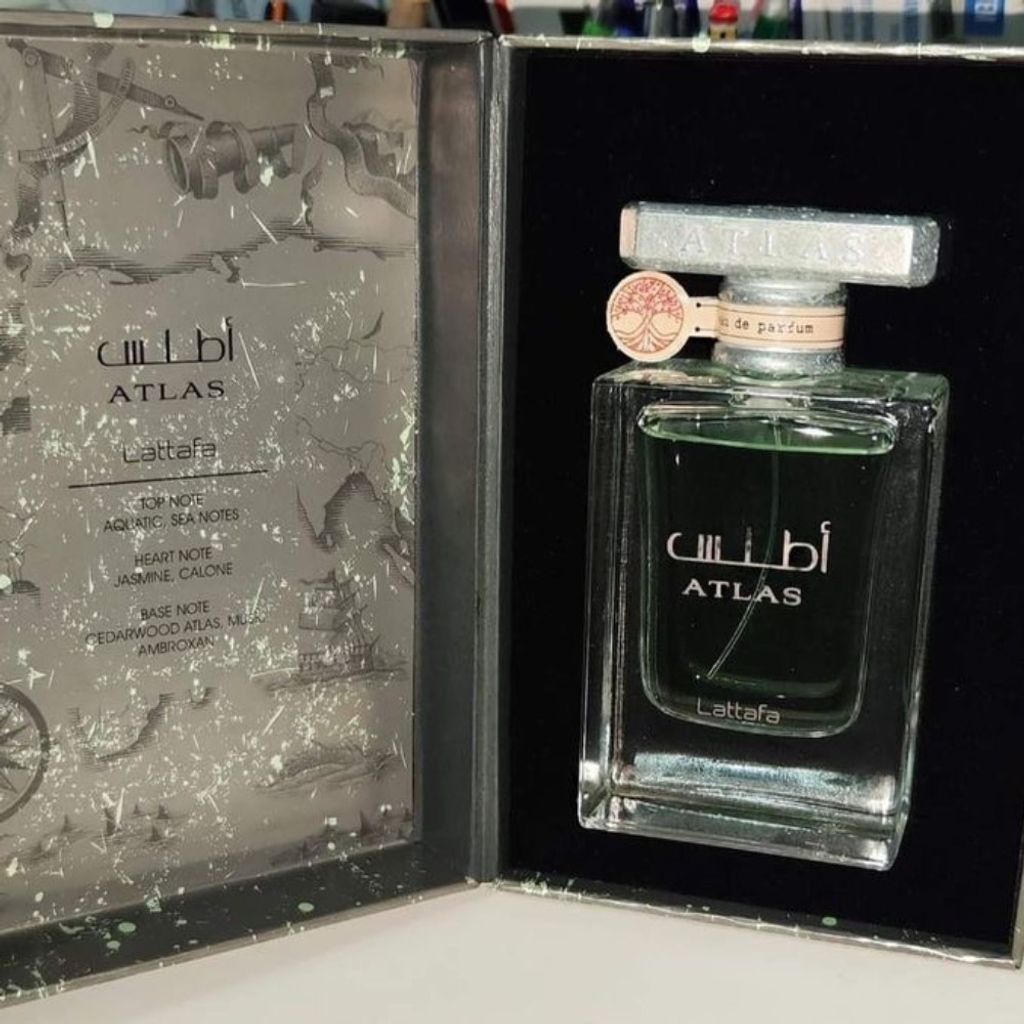 أطلس
ATLAS
Lattafa
TOP NOTE
AQUATIC, SEA NOTES
HEART NOTE
JASMINE, CALONE
BASE NOTE
CEDARWOOD ATLAS, MUSK
AMBROXAN
ATLAS
de parfum
أطلس
ATLAS
Lattafa